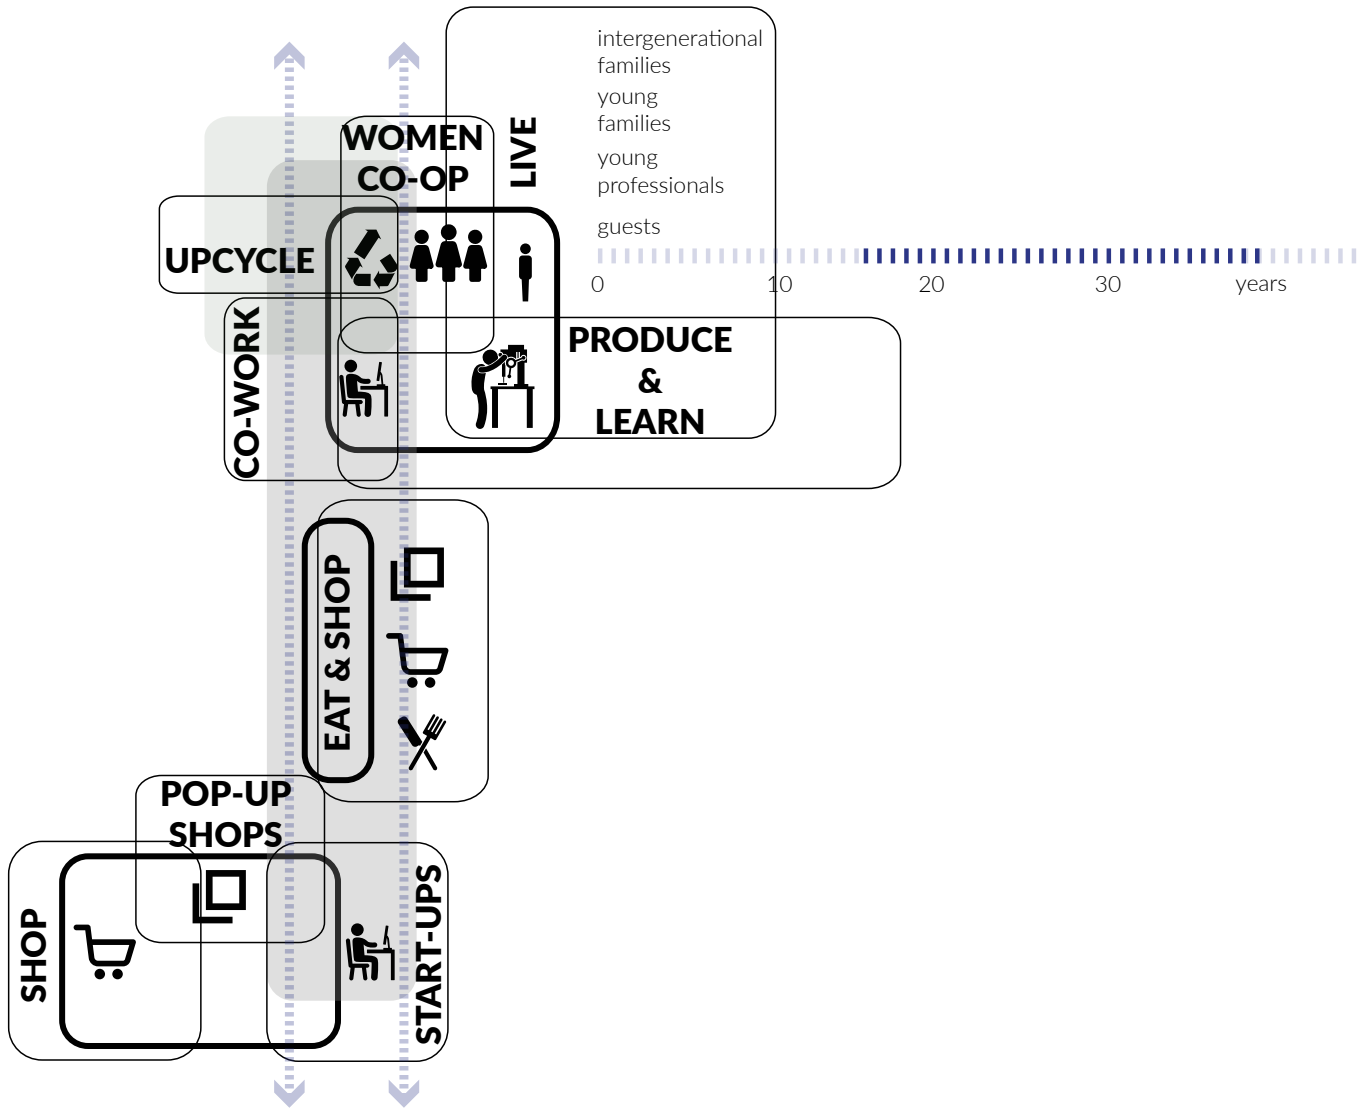 intergenerational
families
young
families
young
professionals
guests
0 10 20 30 years
WOMEN
CO-OP
LIVE
UPCYCLE
CO-WORK
PRODUCE
&
LEARN
EAT & SHOP
POP-UP
SHOPS
SHOP
START-UPS